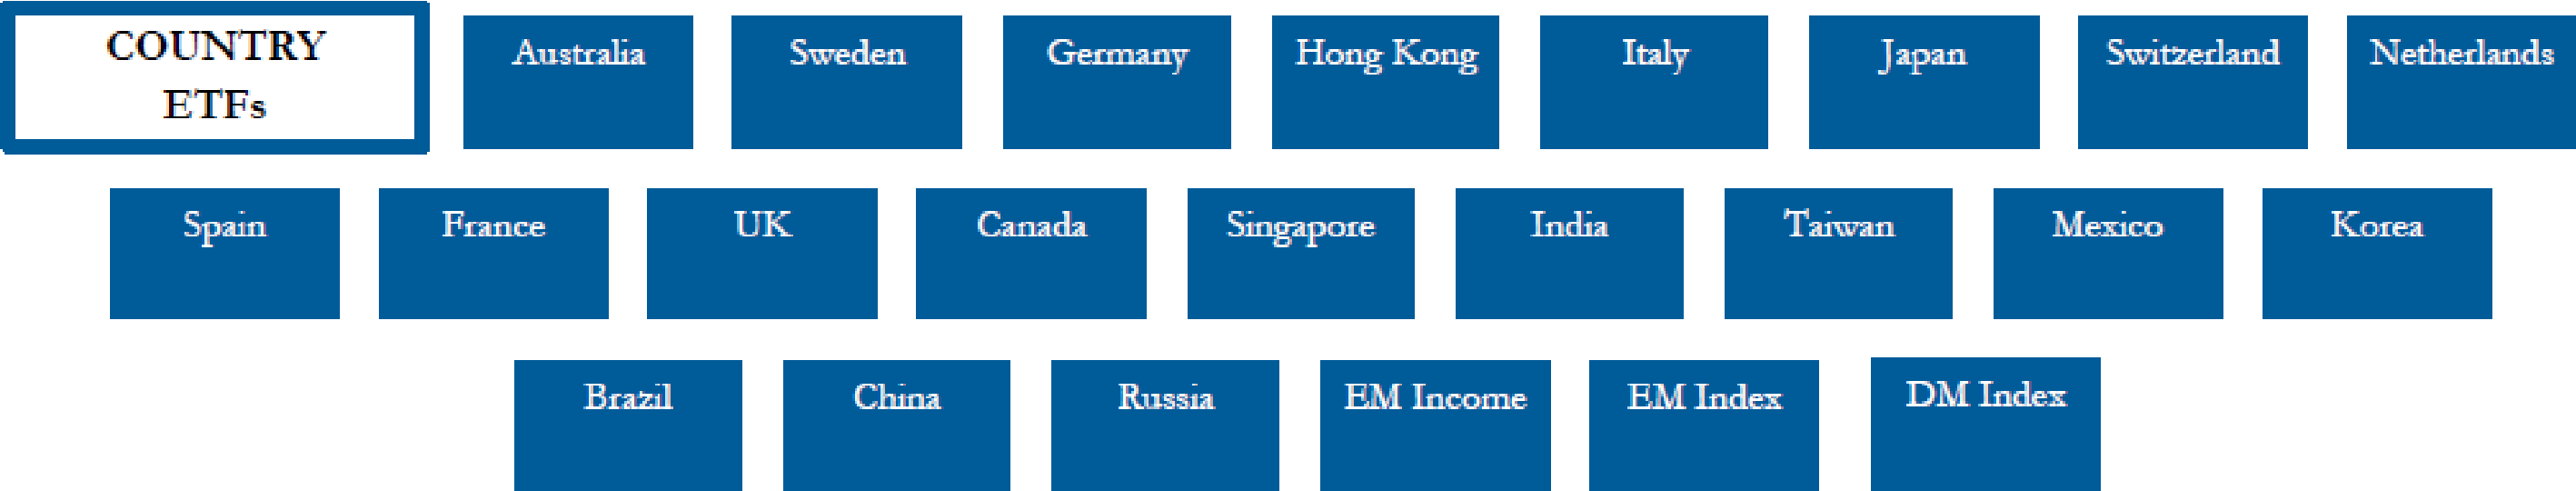 COUNTRY
ETFs
Australia
Sweden
Germany
Hong Kong
Italy
Japan
Switzerland
Netherlands
Spain
France
UK
Canada
Singapore
India
Taiwan
Mexico
Korea
Brazil
China
Russia
EM Income
EM Index
DM Index